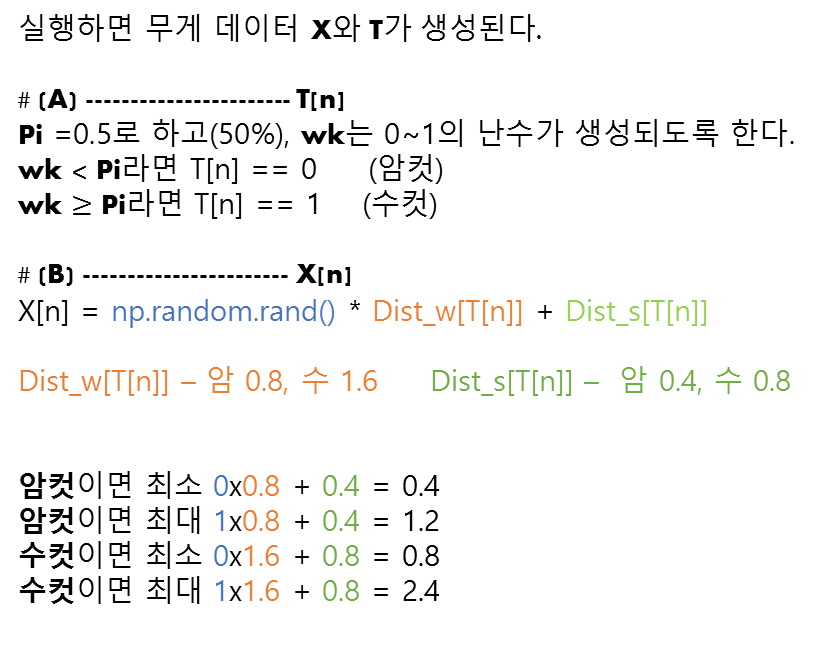 실행하면 무게 데이터 X와 T가 생성된다.
# (A) ----------------------- T[n]
Pi =0.5로 하고(50%), wk는 0~1의 난수가 생성되도록 한다.
wk < Pi라면 T[n] == 0 (암컷)
wk ≥ Pi라면 T[n] == 1 (수컷)
# (B) ----------------------- X[n]
X[n] = np.random.rand() * Dist_w[T[n]] + Dist_s[T[n]]
Dist_w[T[n]] – 암 0.8, 수 1.6 Dist_s[T[n]] – 암 0.4, 수 0.8
암컷이면 최소 0x0.8 + 0.4 = 0.4
암컷이면 최대 1x0.8 + 0.4 = 1.2
수컷이면 최소 0x1.6 + 0.8 = 0.8
수컷이면 최대 1x1.6 + 0.8 = 2.4